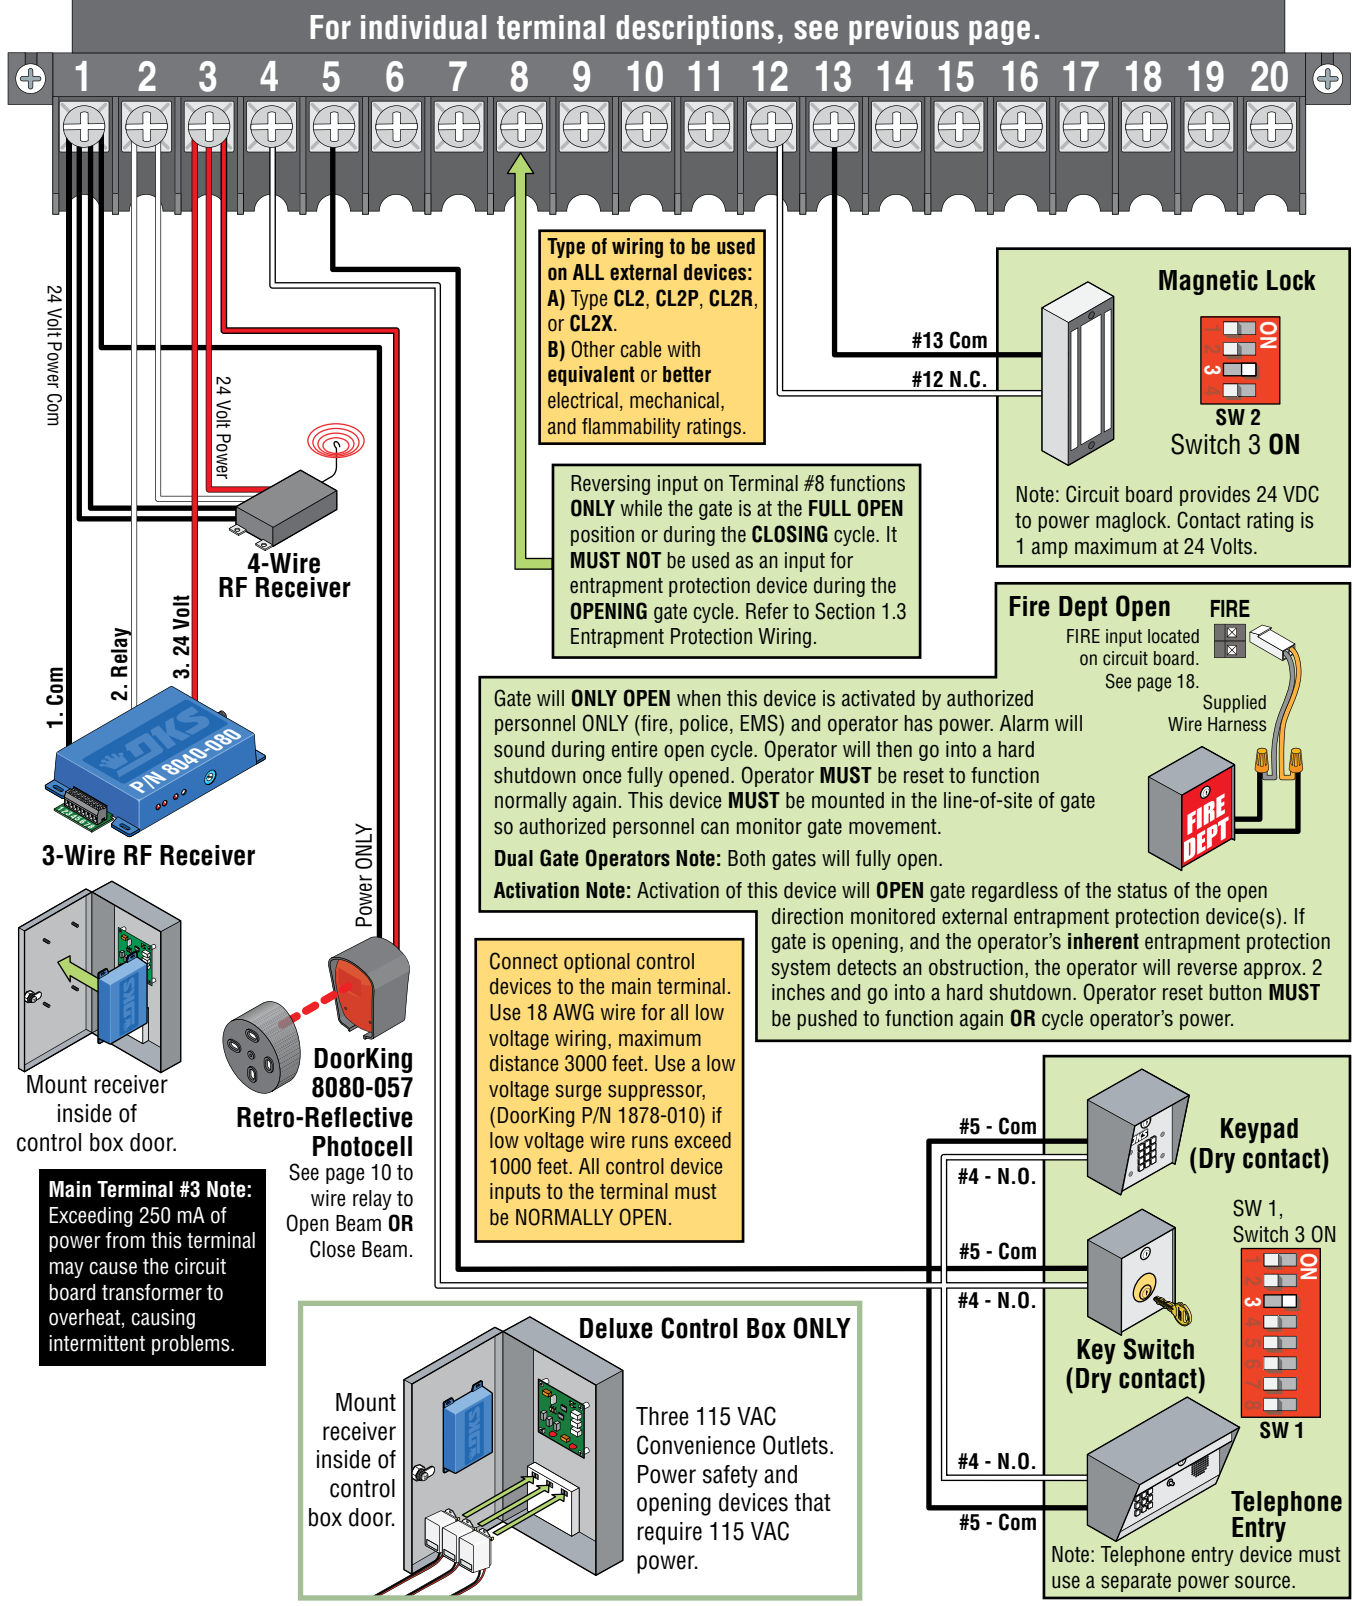 For individual terminal descriptions, see previous page.
1 2 3 4 5 6 7 8 9 10 11 12 13 14 15 16 17 18 19 20
24 Volt Power Com
24 Volt Power
4-Wire
RF Receiver
1. Com
2. Relay
3. 24 Volt
DKS
P/N 8040-080
12345678
3-Wire RF Receiver
Mount receiver
inside of
control box door.
Main Terminal #3 Note:
Exceeding 250 mA of
power from this terminal
may cause the circuit
board transformer to
overheat, causing
intermittent problems.
Power ONLY
DoorKing
8080-057
Retro-Reflective
Photocell
See page 10 to
wire relay to
Open Beam OR
Close Beam.
Type of wiring to be used
on ALL external devices:
A) Type CL2, CL2P, CL2R,
or CL2X.
B) Other cable with
equivalent or better
electrical, mechanical,
and flammability ratings.
Reversing input on Terminal #8 functions
ONLY while the gate is at the FULL OPEN
position or during the CLOSING cycle. It
MUST NOT be used as an input for
entrapment protection device during the
OPENING gate cycle. Refer to Section 1.3
Entrapment Protection Wiring.
Magnetic Lock
#13 Com
#12 N.C.
ON
1
2
3
4
SW 2
Switch 3 ON
Note: Circuit board provides 24 VDC
to power maglock. Contact rating is
1 amp maximum at 24 Volts.
Fire Dept Open
FIRE
FIRE input located
on circuit board.
See page 18.
Supplied
Wire Harness
FIRE
DEPT
Gate will ONLY OPEN when this device is activated by authorized
personnel ONLY (fire, police, EMS) and operator has power. Alarm will
sound during entire open cycle. Operator will then go into a hard
shutdown once fully opened. Operator MUST be reset to function
normally again. This device MUST be mounted in the line-of-site of gate
so authorized personnel can monitor gate movement.
Dual Gate Operators Note: Both gates will fully open.
Activation Note: Activation of this device will OPEN gate regardless of the status of the open
direction monitored external entrapment protection device(s). If
gate is opening, and the operator's inherent entrapment protection
system detects an obstruction, the operator will reverse approx. 2
inches and go into a hard shutdown. Operator reset button MUST
be pushed to function again OR cycle operator's power.
Connect optional control
devices to the main terminal.
Use 18 AWG wire for all low
voltage wiring, maximum
distance 3000 feet. Use a low
voltage surge suppressor,
(DoorKing P/N 1878-010) if
low voltage wire runs exceed
1000 feet. All control device
inputs to the terminal must
be NORMALLY OPEN.
#5 - Com
#4 - N.O.
DKS
Keypad
(Dry contact)
#5 - Com
#4 - N.O.
Key Switch
(Dry contact)
SW 1,
Switch 3 ON
ON
1
2
3
4
5
6
7
8
SW 1
#4 - N.O.
#5 - Com
Telephone
Entry
Note: Telephone entry device must
use a separate power source.
Deluxe Control Box ONLY
Mount
receiver
inside of
control
box door.
DKS
Three 115 VAC
Convenience Outlets.
Power safety and
opening devices that
require 115 VAC
power.